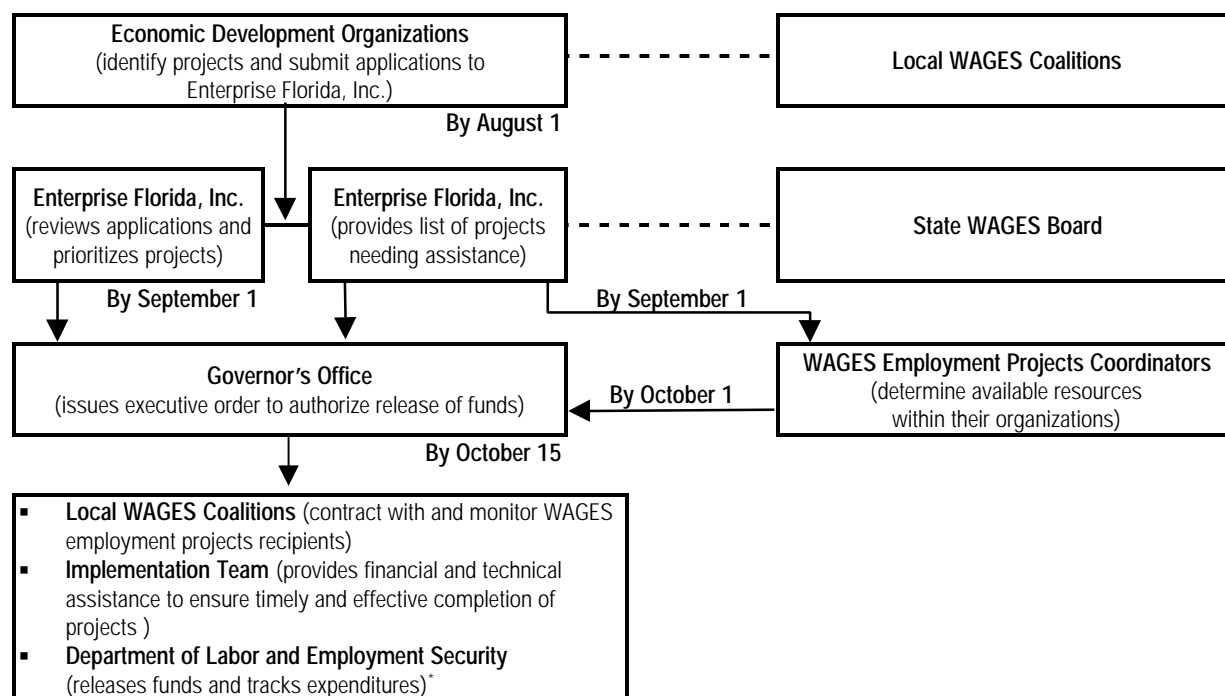 Economic Development Organizations
(identify projects and submit applications to
Enterprise Florida, Inc.)
Local WAGES Coalitions
By August 1
Enterprise Florida, Inc.
(reviews applications and
prioritizes projects)
Enterprise Florida, Inc.
(provides list of projects
needing assistance)
State WAGES Board
By September 1
By September 1
Governor's Office
(issues executive order to authorize release of funds)
By October 1
WAGES Employment Projects Coordinators
(determine available resources
within their organizations)
By October 15
▪ Local WAGES Coalitions (contract with and monitor WAGES
employment projects recipients)
▪ Implementation Team (provides financial and technical
assistance to ensure timely and effective completion of
projects )
▪ Department of Labor and Employment Security
(releases funds and tracks expenditures)*